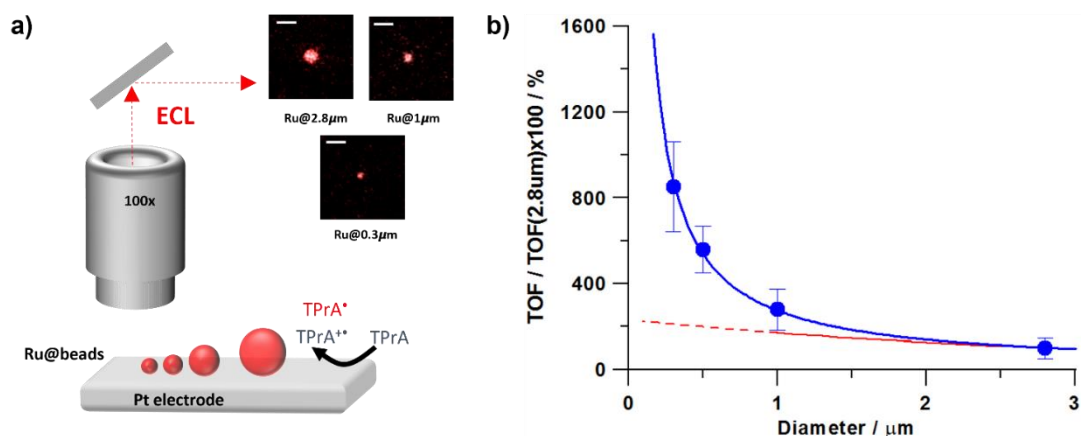 a)
ECL
Ru@2.8μm
Ru@1μm
Ru@0.3μm
100x
TPrA•
TPrA+•
TPrA
Ru@beads
Pt electrode
b)
TOF / TOF(2.8um)x100 / %
1600
1200
800
400
0
0
1
2
3
Diameter / μm